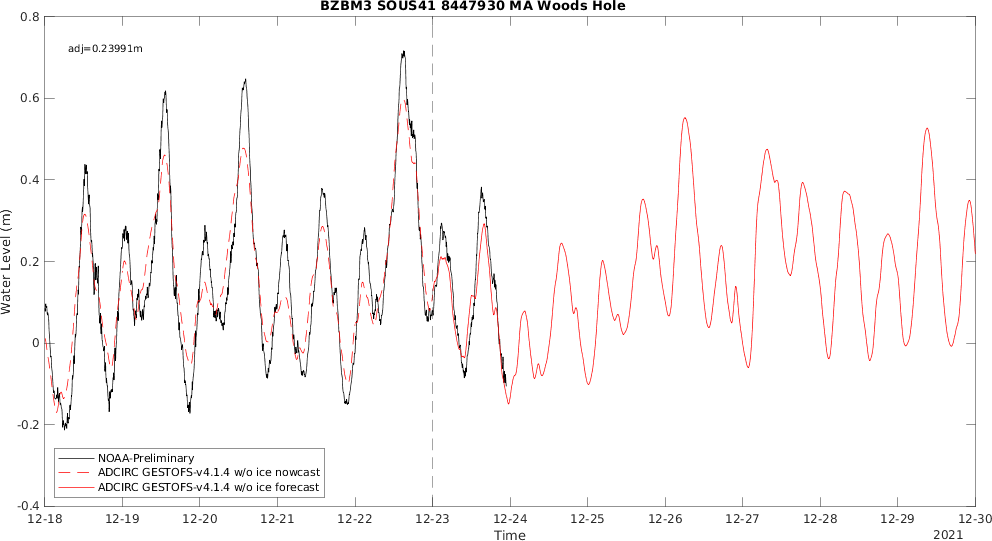 BZBM3 SOUS41 8447930 MA Woods Hole
adj=0.23991m
Water Level (m)
0.8
0.6
0.4
0.2
0
-0.2
-0.4
NOAA-Preliminary
ADCIRC GESTOFS-v4.1.4 w/o ice nowcast
ADCIRC GESTOFS-v4.1.4 w/o ice forecast
12-18 12-19 12-20 12-21 12-22 12-23 12-24 12-25 12-26 12-27 12-28 12-29 12-30
Time
2021